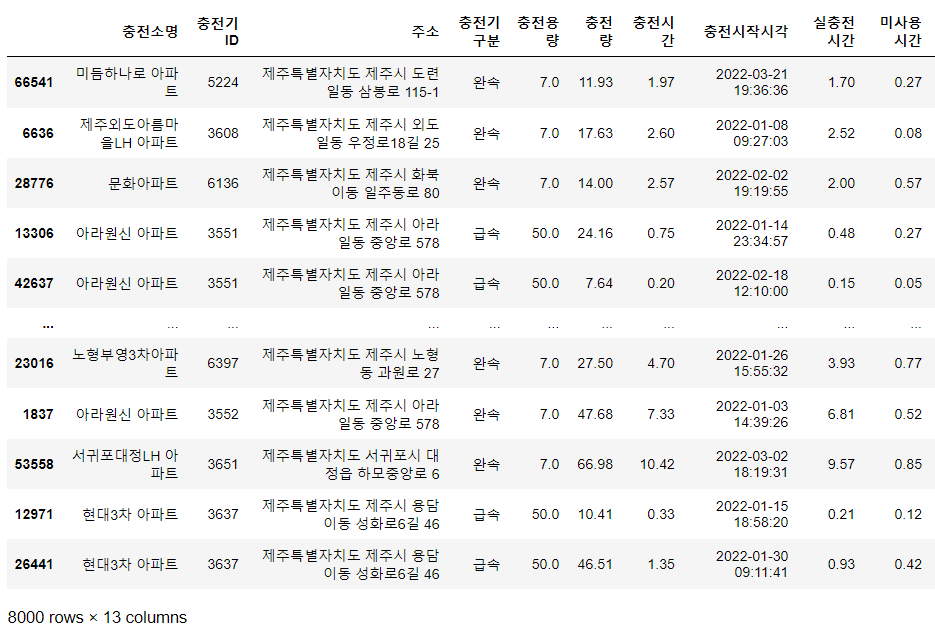 충전소명 충전기ID 주소 충전기구분 충전용량 충전량 충전시간 충전시작시각 실충전시간 미사용시간
66541 미듬하나로 아파트 5224 제주특별자치도 제주시 도련일동 삼봉로 115-1 완속 7.0 11.93 1.97 2022-03-21 19:36:36 1.70 0.27
6636 제주외도아름마을LH 아파트 3608 제주특별자치도 제주시 외도일동 우정로18길 25 완속 7.0 17.63 2.60 2022-01-08 09:27:03 2.52 0.08
28776 문화아파트 6136 제주특별자치도 제주시 화북이동 일주동로 80 완속 7.0 14.00 2.57 2022-02-02 19:19:55 2.00 0.57
13306 아라원신 아파트 3551 제주특별자치도 제주시 아라일동 중앙로 578 급속 50.0 24.16 0.75 2022-01-14 23:34:57 0.48 0.27
42637 아라원신 아파트 3551 제주특별자치도 제주시 아라일동 중앙로 578 급속 50.0 7.64 0.20 2022-02-18 12:10:00 0.15 0.05
... ... ... ... ... ... ... ... ... ... ...
23016 노형부영3차아파트 6397 제주특별자치도 제주시 노형동 과원로 27 완속 7.0 27.50 4.70 2022-01-26 15:55:32 3.93 0.77
1837 아라원신 아파트 3552 제주특별자치도 제주시 아라일동 중앙로 578 완속 7.0 47.68 7.33 2022-01-03 14:39:26 6.81 0.52
53558 서귀포대정LH 아파트 3651 제주특별자치도 서귀포시 대정읍 하모중앙로 6 완속 7.0 66.98 10.42 2022-03-02 18:19:31 9.57 0.85
12971 현대3차 아파트 3637 제주특별자치도 제주시 용담이동 성화로6길 46 급속 50.0 10.41 0.33 2022-01-15 18:58:20 0.21 0.12
26441 현대3차 아파트 3637 제주특별자치도 제주시 용담이동 성화로6길 46 급속 50.0 46.51 1.35 2022-01-30 09:11:41 0.93 0.42
8000 rows × 13 columns